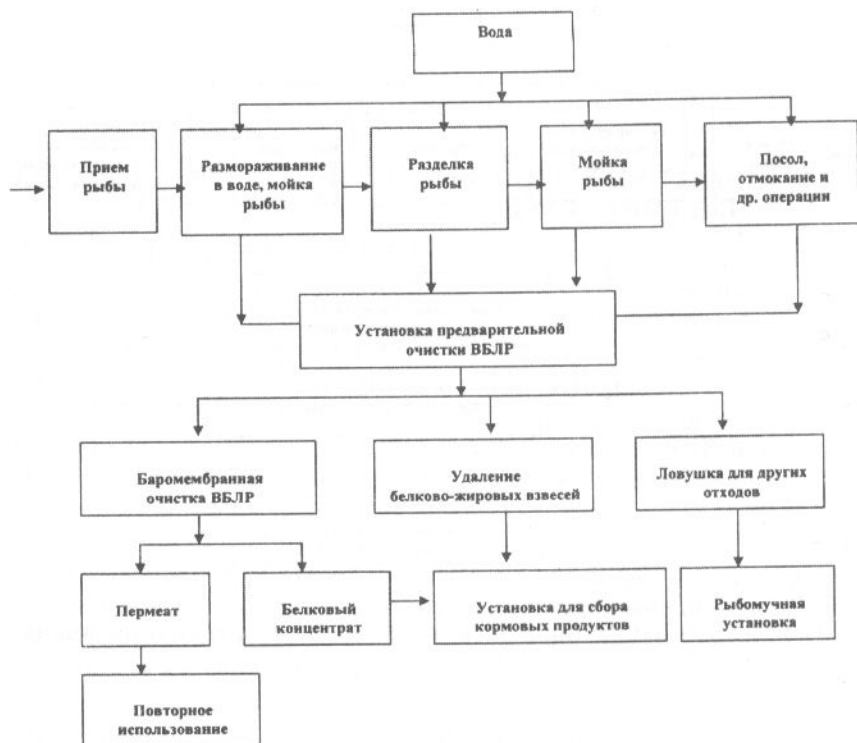 Вода
Прием
рыбы
Размораживание
в воде, мойка
рыбы
Разделка
рыбы
Мойка
рыбы
Посол,
отмокание и
др. операции
Установка предварительной
очистки ВБЛР
Баромембранная
очистка ВБЛР
Удаление
белково-жировых взвесей
Ловушка для других
отходов
Пермеат
Белковый
концентрат
Установка для сбора
кормовых продуктов
Рыбомучная
установка
Повторное
использование